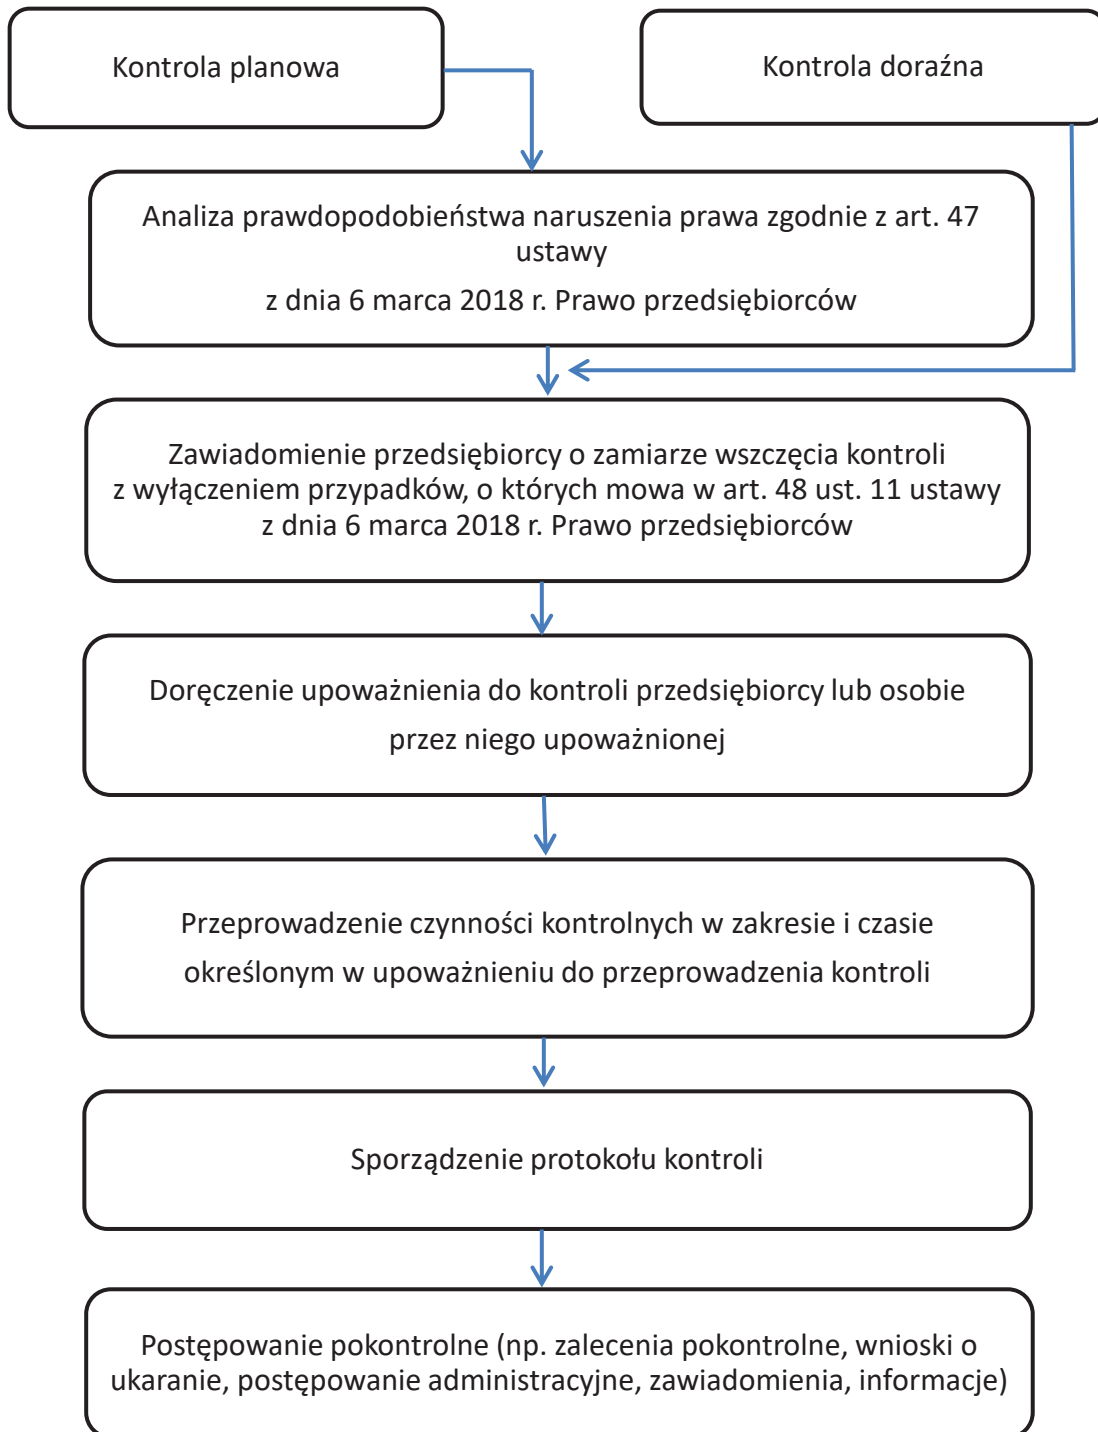 Kontrola planowa
Kontrola doraźna
Analiza prawdopodobieństwa naruszenia prawa zgodnie z art. 47
ustawy
z dnia 6 marca 2018 r. Prawo przedsiębiorców
Zawiadomienie przedsiębiorcy o zamiarze wszczęcia kontroli
z wyłączeniem przypadków, o których mowa w art. 48 ust. 11 ustawy
z dnia 6 marca 2018 r. Prawo przedsiębiorców
Doręczenie upoważnienia do kontroli przedsiębiorcy lub osobie
przez niego upoważnionej
Przeprowadzenie czynności kontrolnych w zakresie i czasie
określonym w upoważnieniu do przeprowadzenia kontroli
Sporządzenie protokołu kontroli
Postępowanie pokontrolne (np. zalecenia pokontrolne, wnioski o
ukaranie, postępowanie administracyjne, zawiadomienia, informacje)